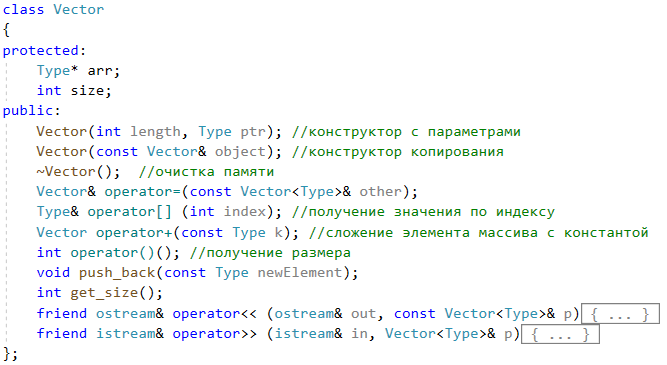 class Vector
{
protected:
    Type* arr;
    int size;
public:
    Vector(int length, Type ptr); //конструктор с параметрами
    Vector(const Vector& object); //конструктор копирования
    ~Vector();  //очистка памяти
    Vector& operator=(const Vector<Type>& other);
    Type& operator[] (int index); //получение значения по индексу
    Vector operator+(const Type k); //сложение элемента массива с константой
    int operator()(); //получение размера
    void push_back(const Type newElement);
    int get_size();
    friend ostream& operator<< (ostream& out, const Vector<Type>& p){ ... }
    friend istream& operator>> (istream& in, Vector<Type>& p){ ... }
};